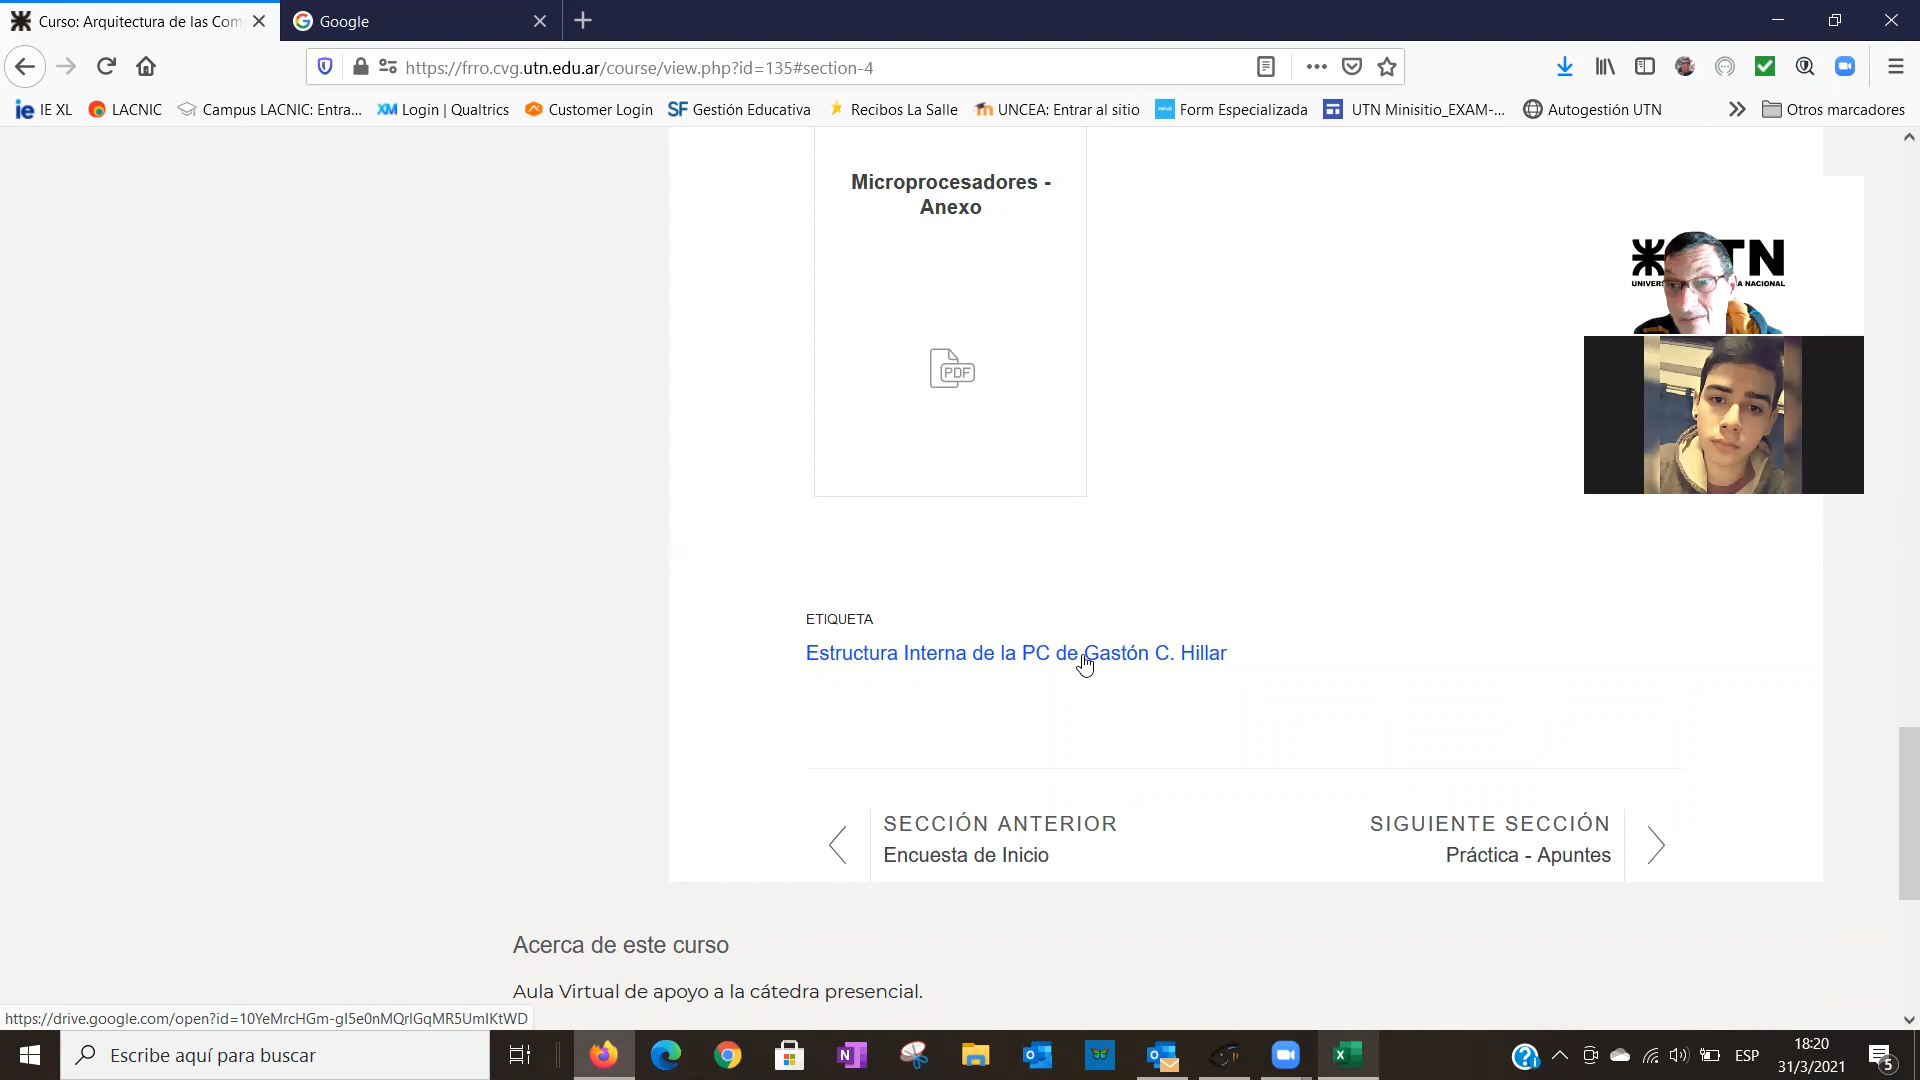 Curso: Arquitectura de las Com
Google
https://frro.cvg.utn.edu.ar/course/view.php?id=135#section-4
IE XL
LACNIC
Campus LACNIC: Entra...
XM Login | Qualtrics
Customer Login
SF Gestión Educativa
Recibos La Salle
UNCEA: Entrar al sitio
Form Especializada
UTN Minisitio_EXAM-...
Autogestión UTN
Otros marcadores
Microprocesadores -
Anexo
PDF
ETIQUETA
Estructura Interna de la PC de Gastón C. Hillar
SECCIÓN ANTERIOR
Encuesta de Inicio
SIGUIENTE SECCIÓN
Práctica - Apuntes
Acerca de este curso
Aula Virtual de apoyo a la cátedra presencial.
https://drive.google.com/open?id=10YeMrcHGm-gI5e0nMQrlGqMR5UmIKtWD
Escribe aquí para buscar
ESP
18:20
31/3/2021
5